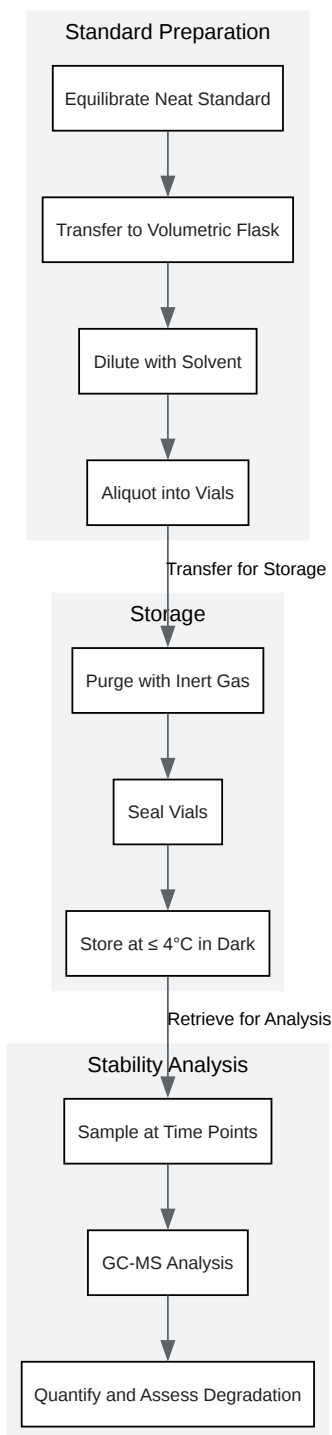 Standard Preparation
Equilibrate Neat Standard
Transfer to Volumetric Flask
Dilute with Solvent
Aliquot into Vials
Transfer for Storage
Storage
Purge with Inert Gas
Seal Vials
Store at ≤ 4°C in Dark
Retrieve for Analysis
Stability Analysis
Sample at Time Points
GC-MS Analysis
Quantify and Assess Degradation